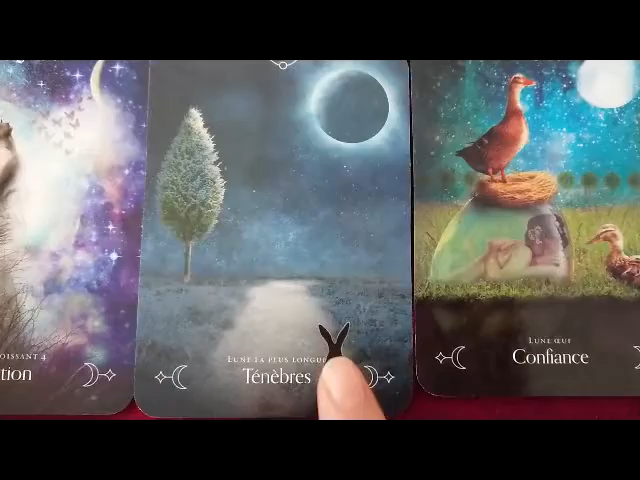 OISSANT 4
tion
LUNE LA PLUS LONGUE
Ténèbres
LUNE ŒUF
Confiance